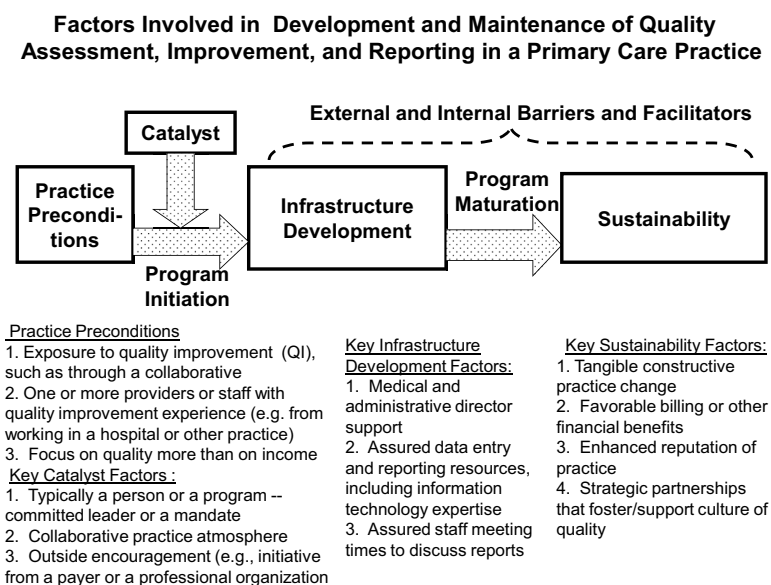 Factors Involved in Development and Maintenance of Quality
Assessment, Improvement, and Reporting in a Primary Care Practice
External and Internal Barriers and Facilitators
Catalyst
Practice
Precondi-
tions
Program
Initiation
Infrastructure
Development
Program
Maturation
Sustainability
Practice Preconditions
1. Exposure to quality improvement (QI),
such as through a collaborative
2. One or more providers or staff with
quality improvement experience (e.g. from
working in a hospital or other practice)
3. Focus on quality more than on income
Key Catalyst Factors :
1. Typically a person or a program --
committed leader or a mandate
2. Collaborative practice atmosphere
3. Outside encouragement (e.g., initiative
from a payer or a professional organization
Key Infrastructure
Development Factors:
1. Medical and
administrative director
support
2. Assured data entry
and reporting resources,
including information
technology expertise
3. Assured staff meeting
times to discuss reports
Key Sustainability Factors:
1. Tangible constructive
practice change
2. Favorable billing or other
financial benefits
3. Enhanced reputation of
practice
4. Strategic partnerships
that foster/support culture of
quality